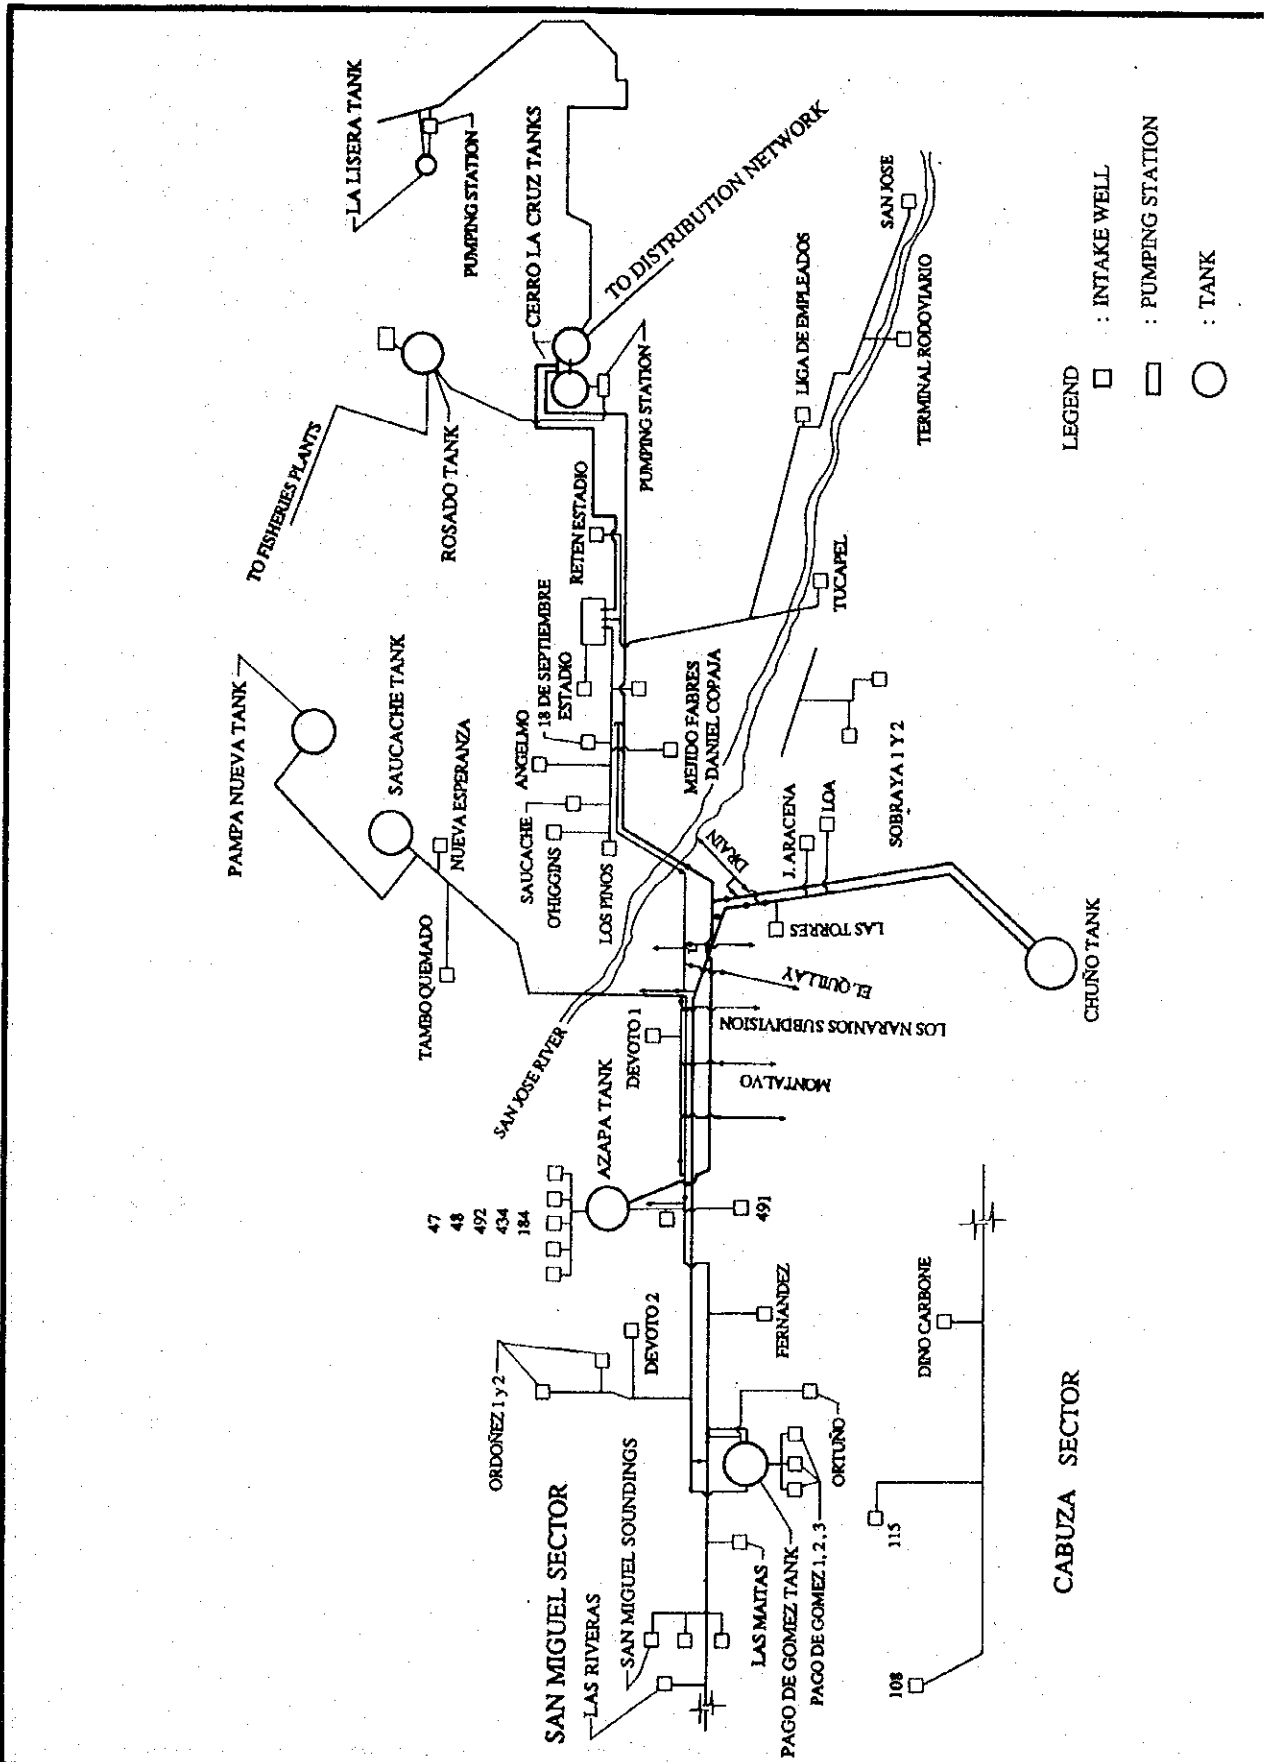 LA LISERA TANK
PUMPING STATION
CERRO LA CRUZ TANKS
TO DISTRIBUTION NETWORK
TO FISHERIES PLANTS
ROSADO TANK
PUMPING STATION
LIGA DE EMPLEADOS
SAN JOSE
TERMINAL RODOVIARIO
TUCAPEL
RETEN ESTADIO
18 DE SEPTIEMBRE
ESTADIO
ANGELMO
SAUCACHE
O'HIGGINS
LOS PINOS
MEJIDO FABRES
DANIEL COPAJA
PAMPA NUEVA TANK
SAUCACHE TANK
NUEVA ESPERANZA
TAMBO QUEMADO
SAN JOSE RIVER
DRAIN
J. ARACENA
LOA
SOBRAYA 1 Y 2
LAS TORRES
EL QUILLAY
LOS NARANJOS SUBDIVISION
MONTALVO
CHUÑO TANK
DEVOTO 1
AZAPA TANK
47
48
492
434
184
491
ORDOÑEZ 1 y 2
DEVOTO 2
FERNANDEZ
ORTUÑO
SAN MIGUEL SECTOR
LAS RIVERAS
SAN MIGUEL SOUNDINGS
LAS MAITAS
PAGO DE GOMEZ TANK
PAGO DE GOMEZ 1, 2, 3
DINO CARBONE
115
108
CABUZA SECTOR
LEGEND
: INTAKE WELL
: PUMPING STATION
: TANK